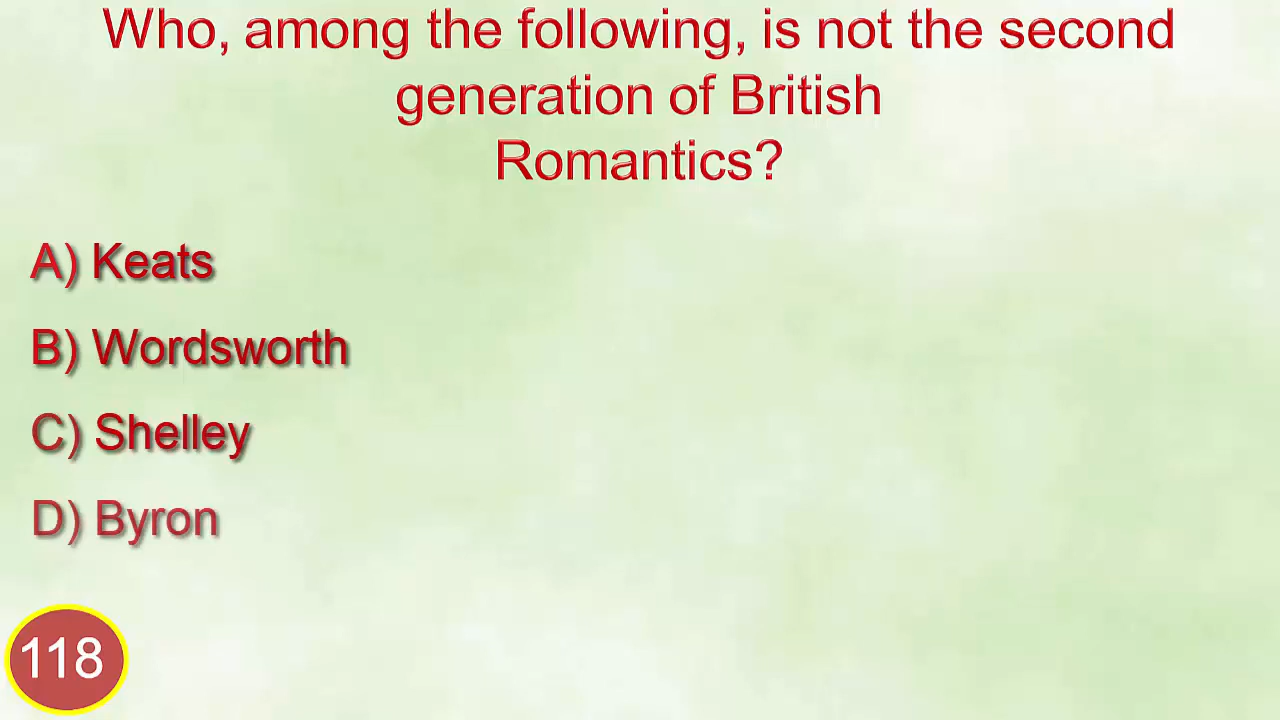 Who, among the following, is not the second
generation of British
Romantics?
A) Keats
B) Wordsworth
C) Shelley
D) Byron
118